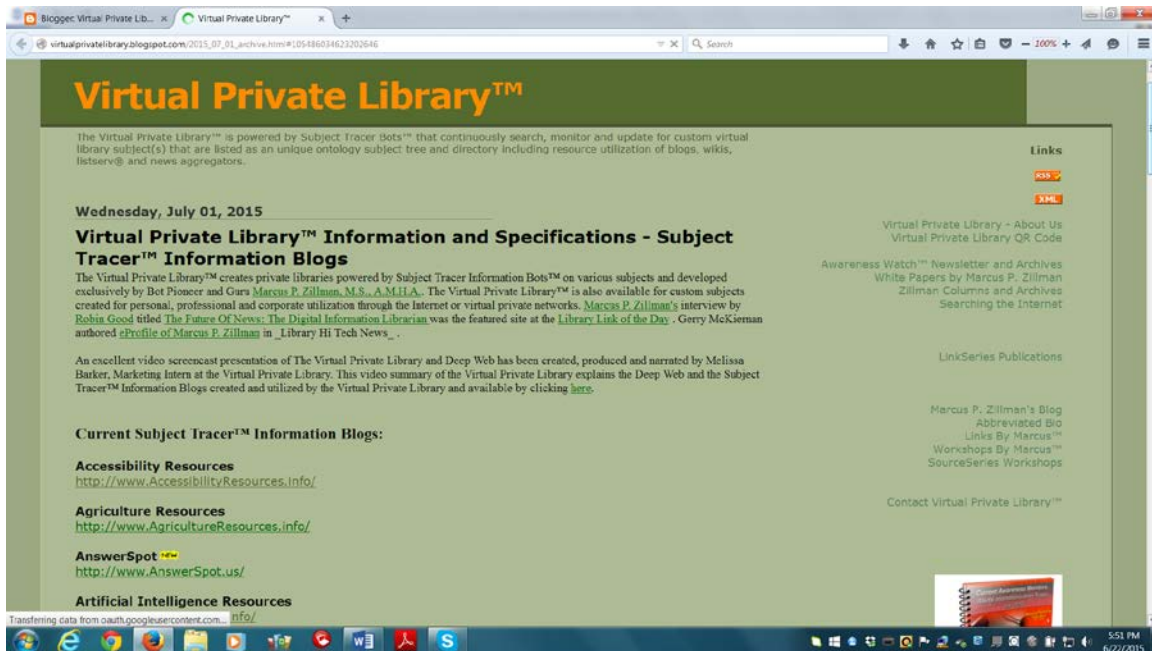 Blogger: Virtual Private Lib...
Virtual Private Library™
virtualprivatelibrary.blogspot.com/2015_07_01_archive.html#105486034623202646
Search
100%
Virtual Private Library™
The Virtual Private Library™ is powered by Subject Tracer Bots™ that continuously search, monitor and update for custom virtual
library subject(s) that are listed as an unique ontology subject tree and directory including resource utilization of blogs, wikis,
listserv® and news aggregators.
Wednesday, July 01, 2015
Virtual Private Library™ Information and Specifications - Subject
Tracer™ Information Blogs
The Virtual Private Library™ creates private libraries powered by Subject Tracer Information Bots™ on various subjects and developed
exclusively by Bot Pioneer and Guru Marcus P. Zillman, M.S., A.M.H.A.. The Virtual Private Library™ is also available for custom subjects
created for personal, professional and corporate utilization through the Internet or virtual private networks. Marcus P. Zillman's interview by
Robin Good titled The Future Of News: The Digital Information Librarian was the featured site at the Library Link of the Day . Gerry McKiernan
authored eProfile of Marcus P. Zillman in _Library Hi Tech News_ .
An excellent video screencast presentation of The Virtual Private Library and Deep Web has been created, produced and narrated by Melissa
Barker, Marketing Intern at the Virtual Private Library. This video summary of the Virtual Private Library explains the Deep Web and the Subject
Tracer™ Information Blogs created and utilized by the Virtual Private Library and available by clicking here.
Current Subject Tracer™ Information Blogs:
Accessibility Resources
http://www.AccessibilityResources.info/
Agriculture Resources
http://www.AgricultureResources.info/
AnswerSpot NEW
http://www.AnswerSpot.us/
Artificial Intelligence Resources
nfo/
Links
RSS
XML
Virtual Private Library - About Us
Virtual Private Library QR Code
Awareness Watch™ Newsletter and Archives
White Papers by Marcus P. Zillman
Zillman Columns and Archives
Searching the Internet
LinkSeries Publications
Marcus P. Zillman's Blog
Abbreviated Bio
Links By Marcus™
Workshops By Marcus™
SourceSeries Workshops
Contact Virtual Private Library™
Transferring data from oauth.googleusercontent.com...
5:51 PM
6/22/2015